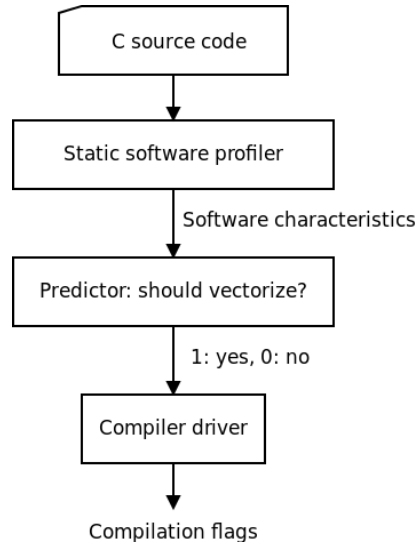 C source code
Static software profiler
Software characteristics
Predictor: should vectorize?
1: yes, 0: no
Compiler driver
Compilation flags